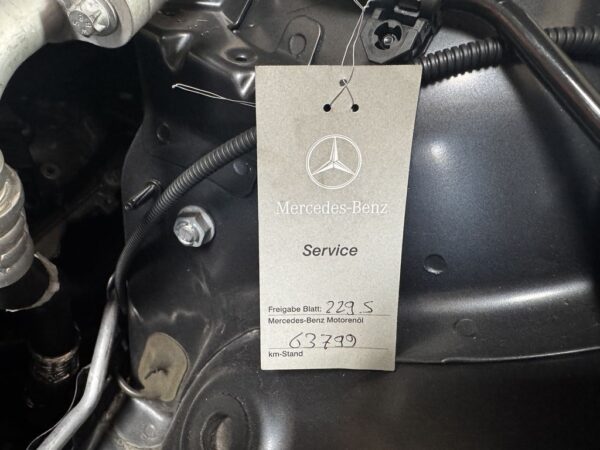 Mercedes-Benz
Service
Freigabe Blatt: 229.5
Mercedes-Benz Motorenöl
63799
km-Stand